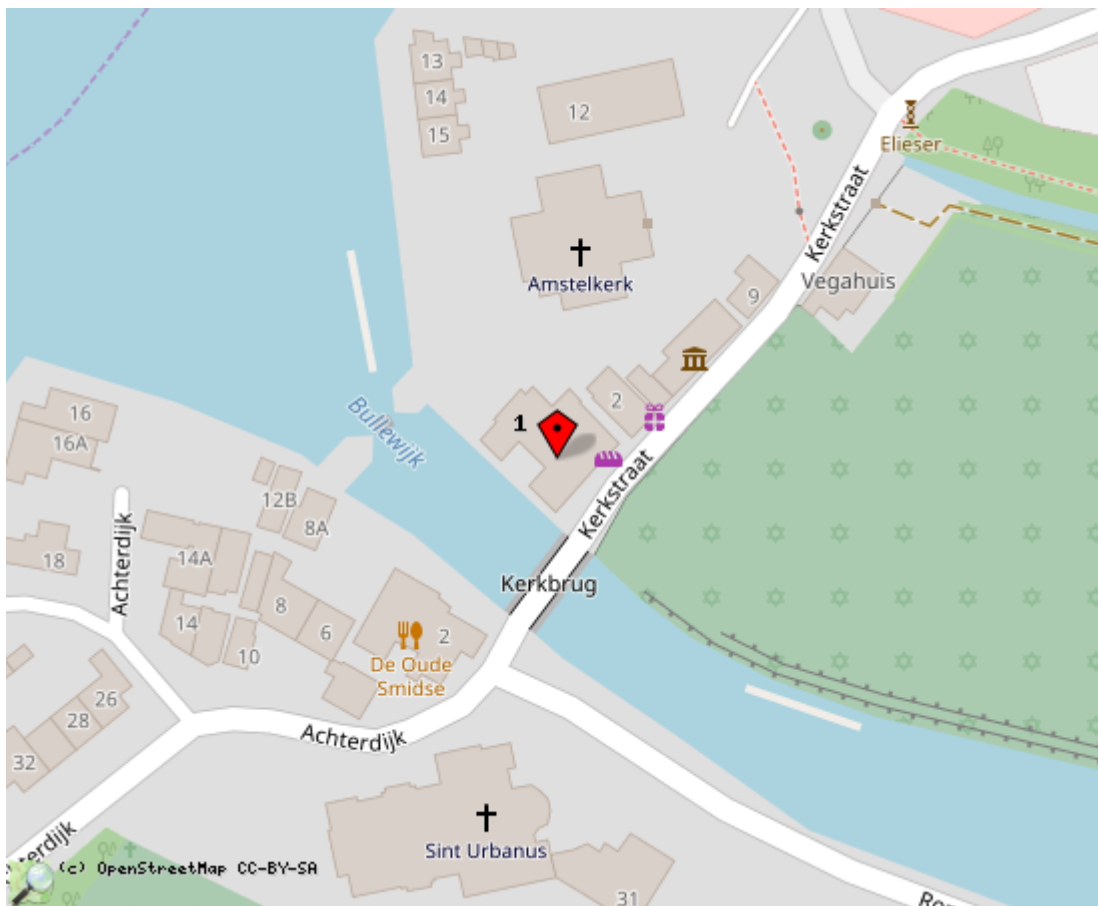 13
14
15
12
Elieser
Kerkstraat
Amstelkerk
Vegahuis
9
2
1
Bullewijk
Kerkstraat
16
16A
12B
8A
Achterdijk
18
14A
Kerkbrug
8
14
6
10
2
De Oude
Smidse
26
28
32
Achterdijk
Sint Urbanus
31
(c) OpenStreetMap CC-BY-SA